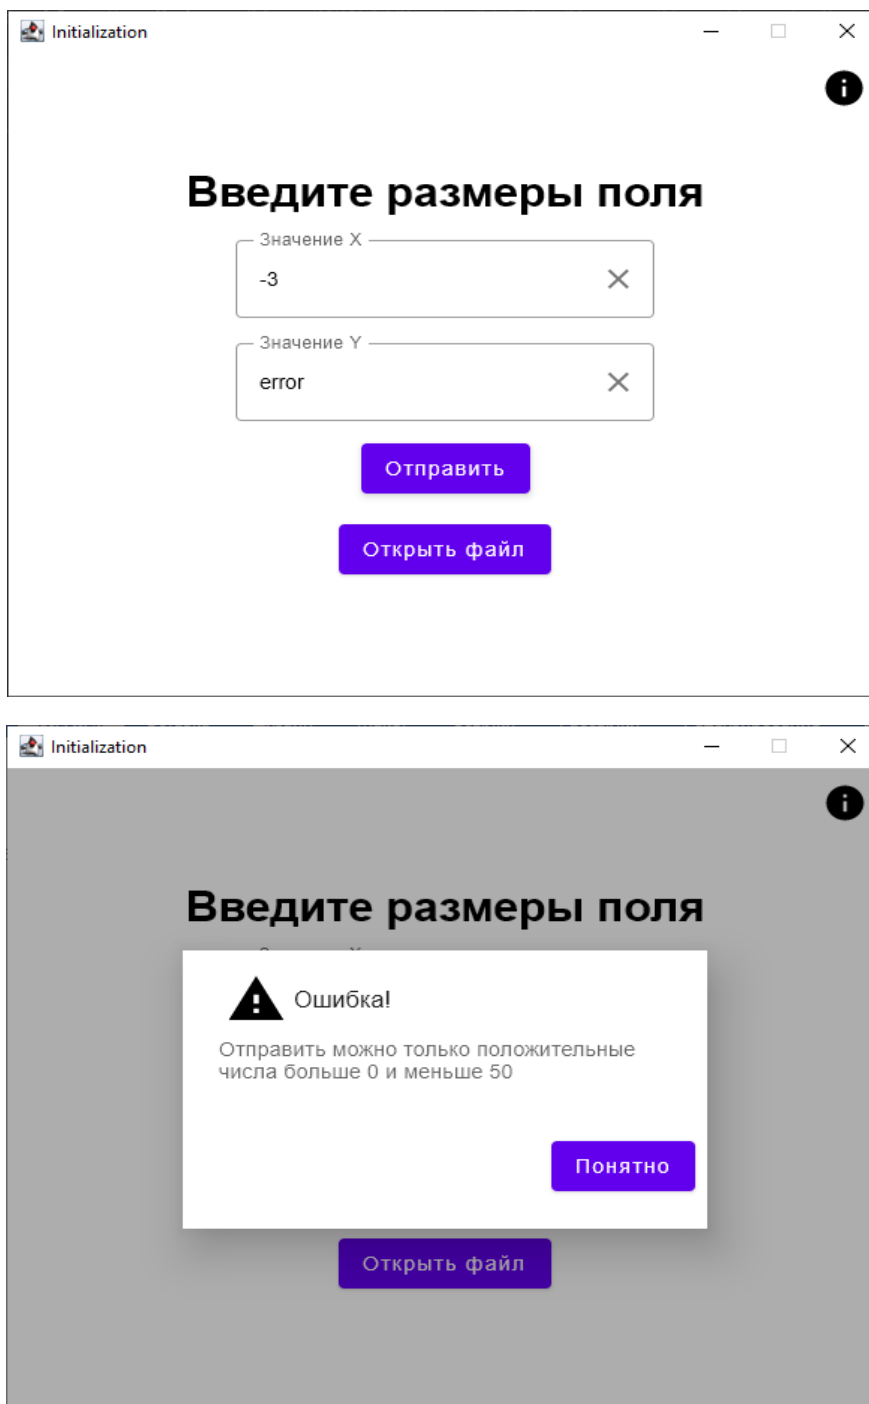 Initialization
Введите размеры поля
Значение X
-3
Значение Y
error
Отправить
Открыть файл
Initialization
Введите размеры поля
Ошибка!
Отправить можно только положительные
числа больше 0 и меньше 50
Понятно
Открыть файл